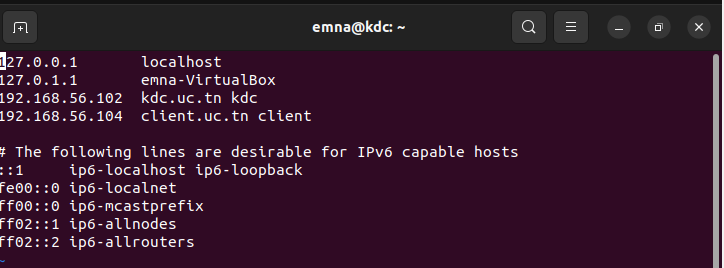 emna@kdc: ~
127.0.0.1       localhost
127.0.1.1       emna-VirtualBox
192.168.56.102  kdc.uc.tn kdc
192.168.56.104  client.uc.tn client
# The following lines are desirable for IPv6 capable hosts
::1     ip6-localhost ip6-loopback
fe00::0 ip6-localnet
ff00::0 ip6-mcastprefix
ff02::1 ip6-allnodes
ff02::2 ip6-allrouters
~